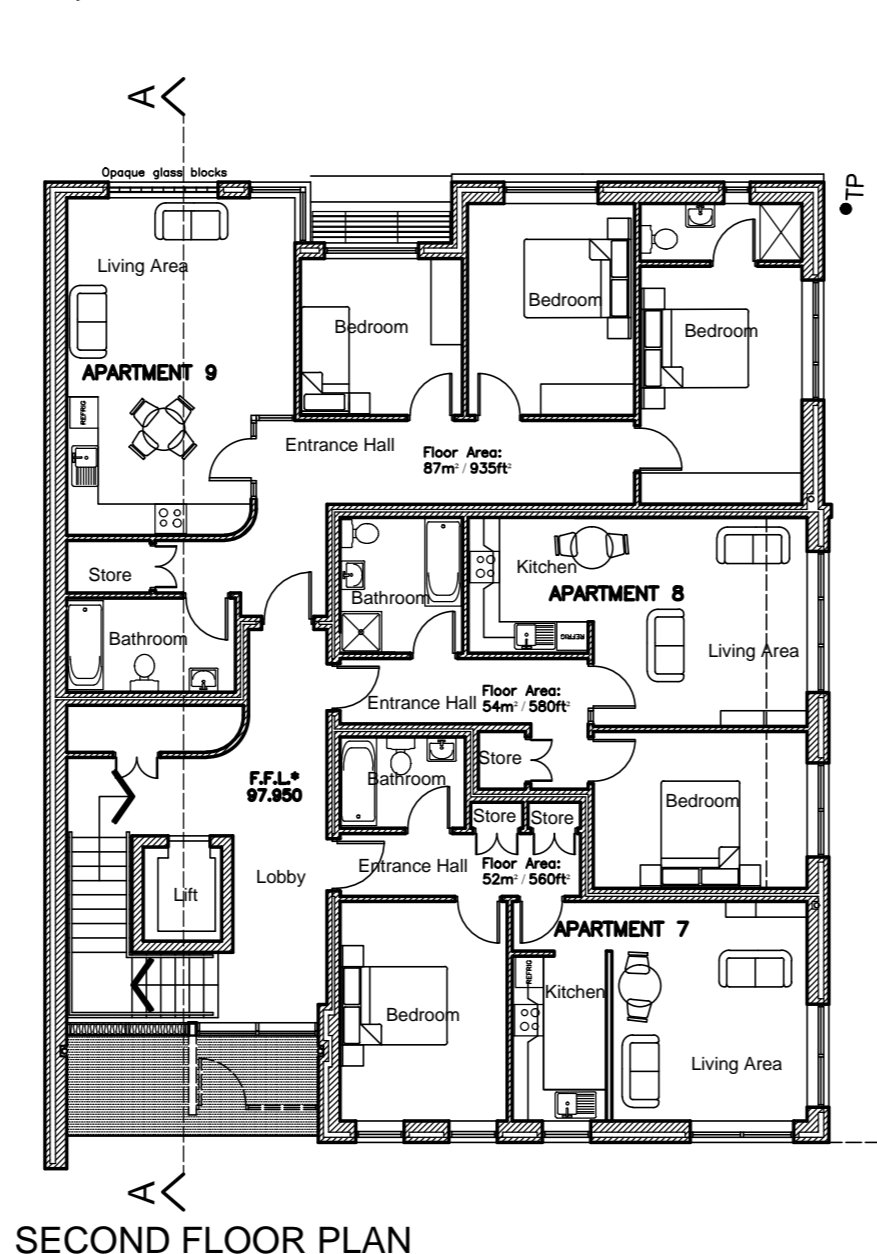 A
Opaque glass blocks
TP
Living Area
Bedroom
Bedroom
Bedroom
APARTMENT 9
REFRIG
Entrance Hall
Floor Area:
87m² / 935ft²
Store
Kitchen
APARTMENT 8
Bathroom
REFRIG
Bathroom
Living Area
Entrance Hall
Floor Area:
54m² / 580ft²
Store
F.F.L.*
97.950
Bathroom
Bedroom
Store
Store
Lobby
Entrance Hall
Floor Area:
52m² / 560ft²
Lift
APARTMENT 7
REFRIG
Kitchen
Bedroom
Living Area
A
SECOND FLOOR PLAN